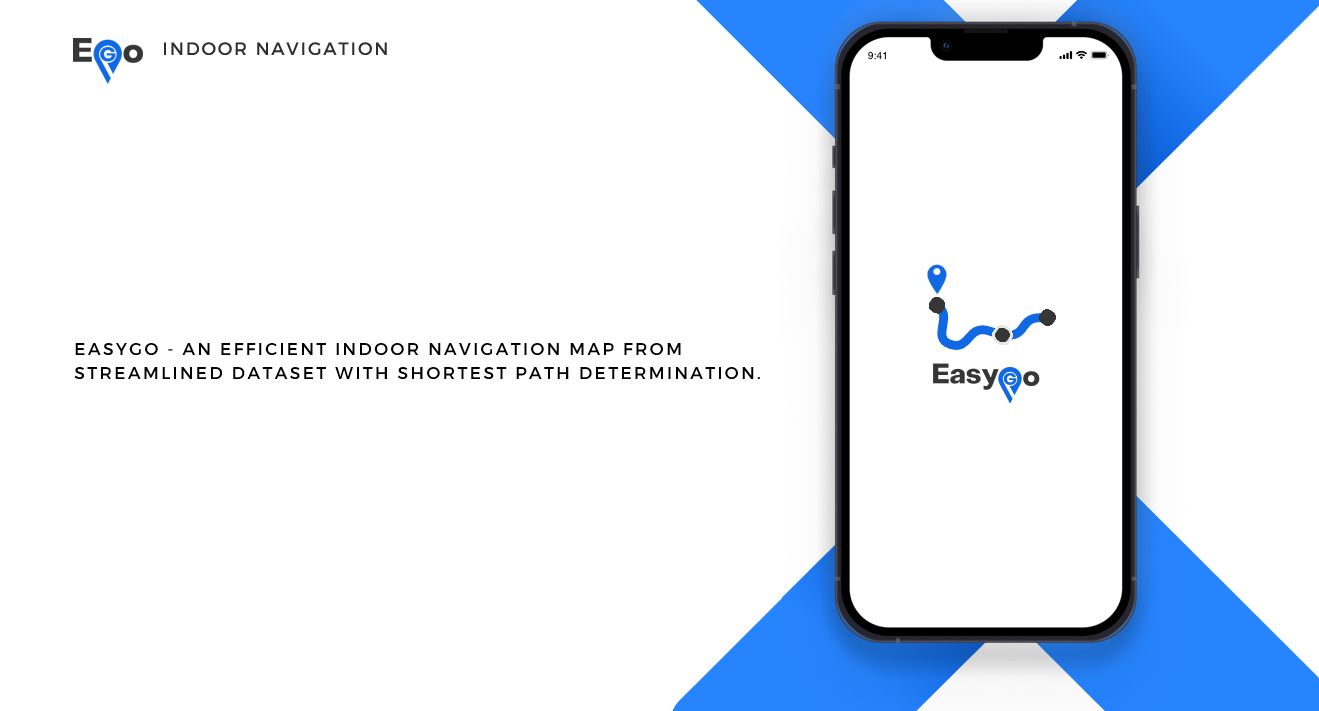 EGo INDOOR NAVIGATION
9:41
EASYGO - AN EFFICIENT INDOOR NAVIGATION MAP FROM
STREAMLINED DATASET WITH SHORTEST PATH DETERMINATION.
EasyGo